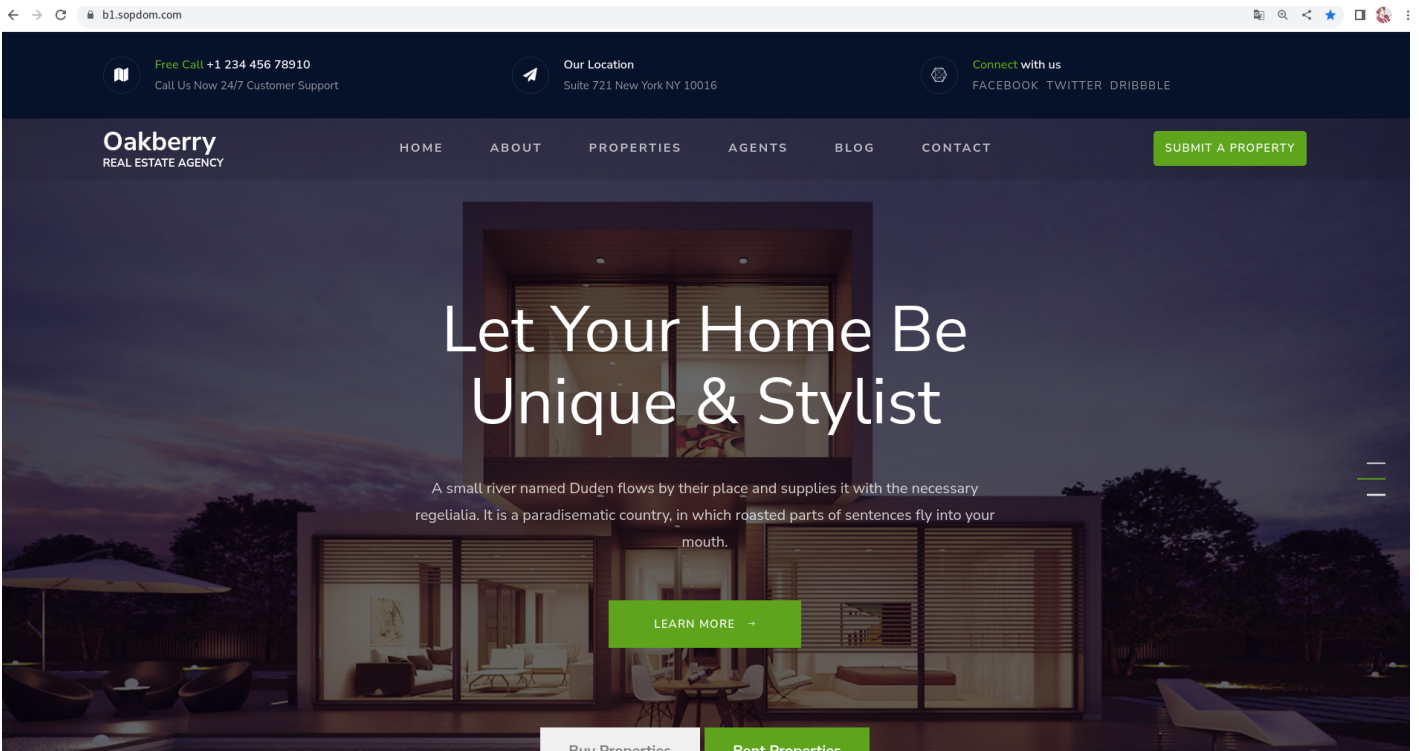 b1.sopdom.com
Free Call +1 234 456 78910
Call Us Now 24/7 Customer Support
Our Location
Suite 721 New York NY 10016
Connect with us
FACEBOOK TWITTER DRIBBBLE
Oakberry
REAL ESTATE AGENCY
HOME ABOUT PROPERTIES AGENTS BLOG CONTACT
SUBMIT A PROPERTY
Let Your Home Be
Unique & Stylist
A small river named Duden flows by their place and supplies it with the necessary
regelialia. It is a paradisematic country, in which roasted parts of sentences fly into your
mouth.
LEARN MORE →
Buy Properties Rent Properties